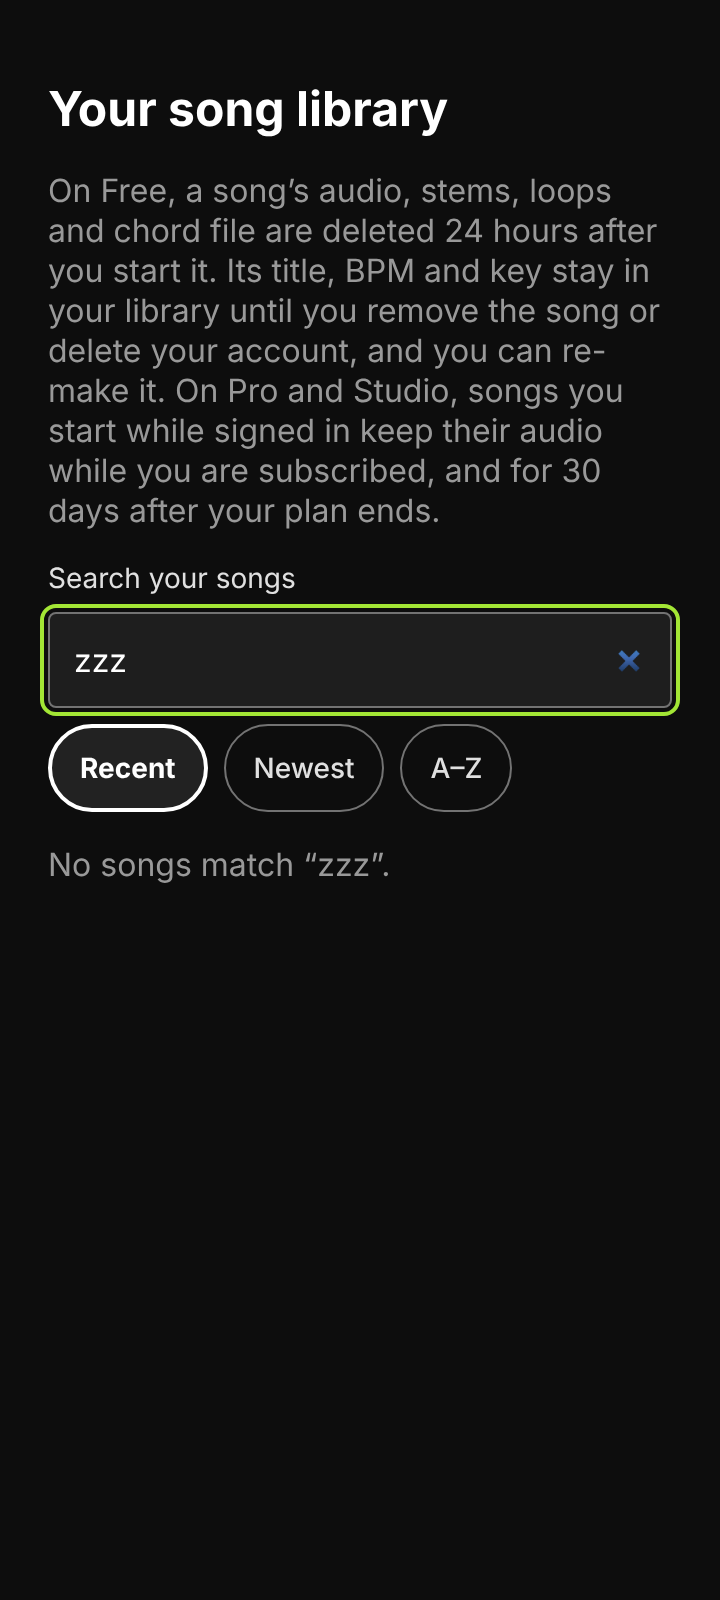 Your song library
On Free, a song’s audio, stems, loops
and chord file are deleted 24 hours after
you start it. Its title, BPM and key stay in
your library until you remove the song or
delete your account, and you can re-
make it. On Pro and Studio, songs you
start while signed in keep their audio
while you are subscribed, and for 30
days after your plan ends.
Search your songs
zzz
Recent Newest A–Z
No songs match “zzz”.